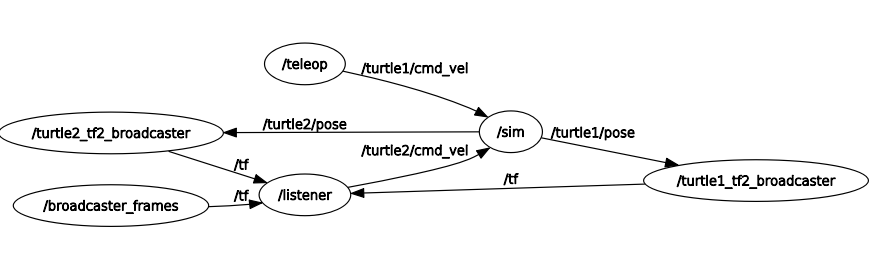 /teleop
/turtle1/cmd_vel
/turtle2_tf2_broadcaster
/turtle2/pose
/sim
/turtle1/pose
/turtle2/cmd_vel
/tf
/tf
/turtle1_tf2_broadcaster
/broadcaster_frames
/tf
/listener